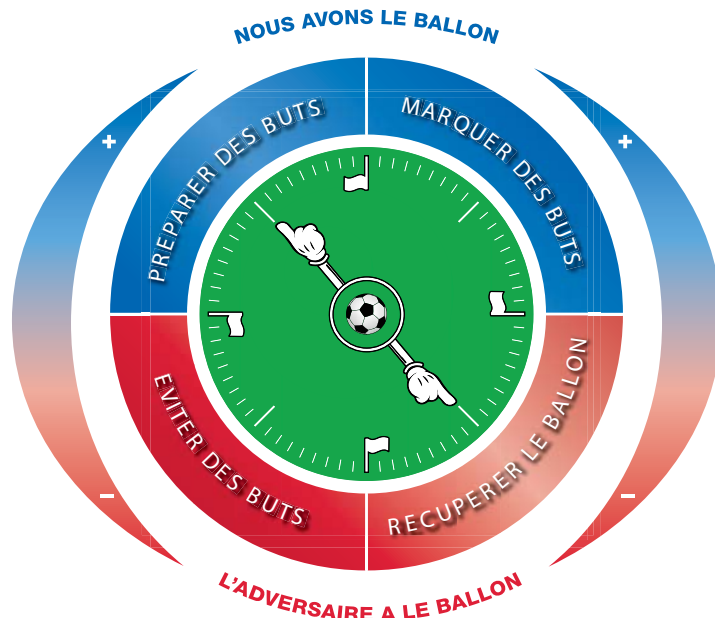 NOUS AVONS LE BALLON
PREPARER DES BUTS
MARQUER DES BUTS
+
+
EVITER DES BUTS
RECUPERER LE BALLON
-
-
L'ADVERSAIRE A LE BALLON